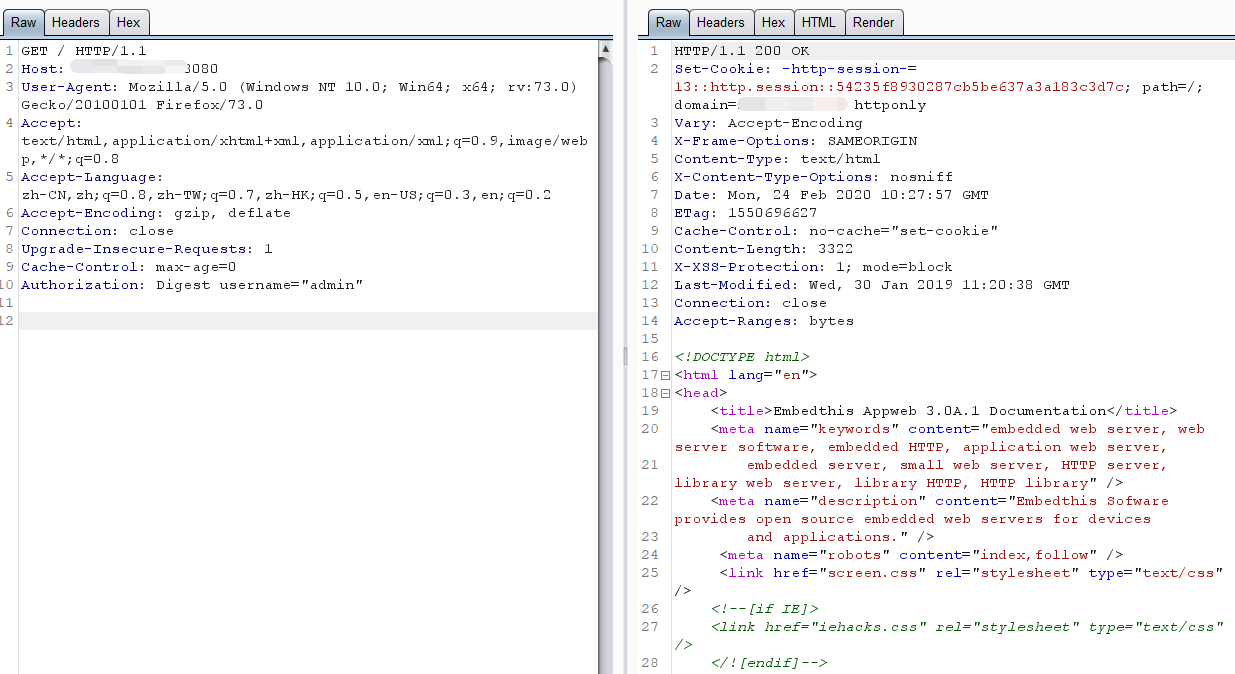 Raw Headers Hex
1 GET / HTTP/1.1
2 Host: 8080
3 User-Agent: Mozilla/5.0 (Windows NT 10.0; Win64; x64; rv:73.0)
Gecko/20100101 Firefox/73.0
4 Accept:
text/html,application/xhtml+xml,application/xml;q=0.9,image/web
p,*/*;q=0.8
5 Accept-Language:
zh-CN,zh;q=0.8,zh-TW;q=0.7,zh-HK;q=0.5,en-US;q=0.3,en;q=0.2
6 Accept-Encoding: gzip, deflate
7 Connection: close
8 Upgrade-Insecure-Requests: 1
9 Cache-Control: max-age=0
10 Authorization: Digest username="admin"
11
12
Raw Headers Hex HTML Render
1 HTTP/1.1 200 OK
2 Set-Cookie: -http-session-=
13::http.session::54235f8930287cb5be637a3a183c3d7c; path=/;
domain= httponly
3 Vary: Accept-Encoding
4 X-Frame-Options: SAMEORIGIN
5 Content-Type: text/html
6 X-Content-Type-Options: nosniff
7 Date: Mon, 24 Feb 2020 10:27:57 GMT
8 ETag: 1550696627
9 Cache-Control: no-cache="set-cookie"
10 Content-Length: 3322
11 X-XSS-Protection: 1; mode=block
12 Last-Modified: Wed, 30 Jan 2019 11:20:38 GMT
13 Connection: close
14 Accept-Ranges: bytes
15
16 <!DOCTYPE html>
17 <html lang="en">
18 <head>
19 <title>Embedthis Appweb 3.0A.1 Documentation</title>
20 <meta name="keywords" content="embedded web server, web
server software, embedded HTTP, application web server,
21 embedded server, small web server, HTTP server,
library web server, library HTTP, HTTP library" />
22 <meta name="description" content="Embedthis Sofware
provides open source embedded web servers for devices
23 and applications." />
24 <meta name="robots" content="index,follow" />
25 <link href="screen.css" rel="stylesheet" type="text/css"
/>
26 <!--[if IE]>
27 <link href="iehacks.css" rel="stylesheet" type="text/css"
/>
28 </![endif]-->